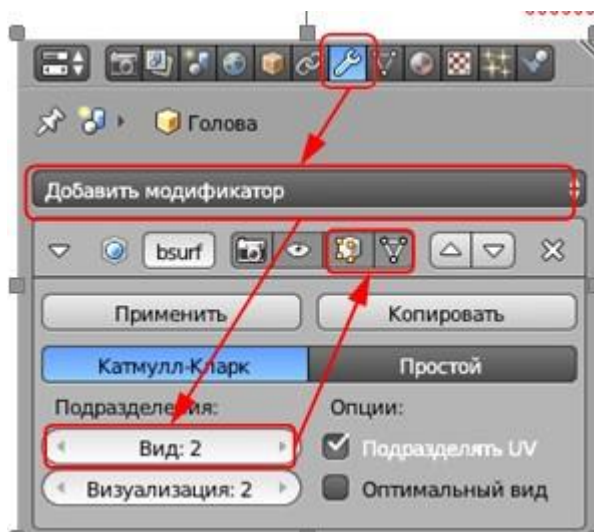 Голова
Добавить модификатор
bsurf
Применить Копировать
Катмулл-Кларк Простой
Подразделения: Опции:
Вид: 2 Подразделять UV
Визуализация: 2 Оптимальный вид